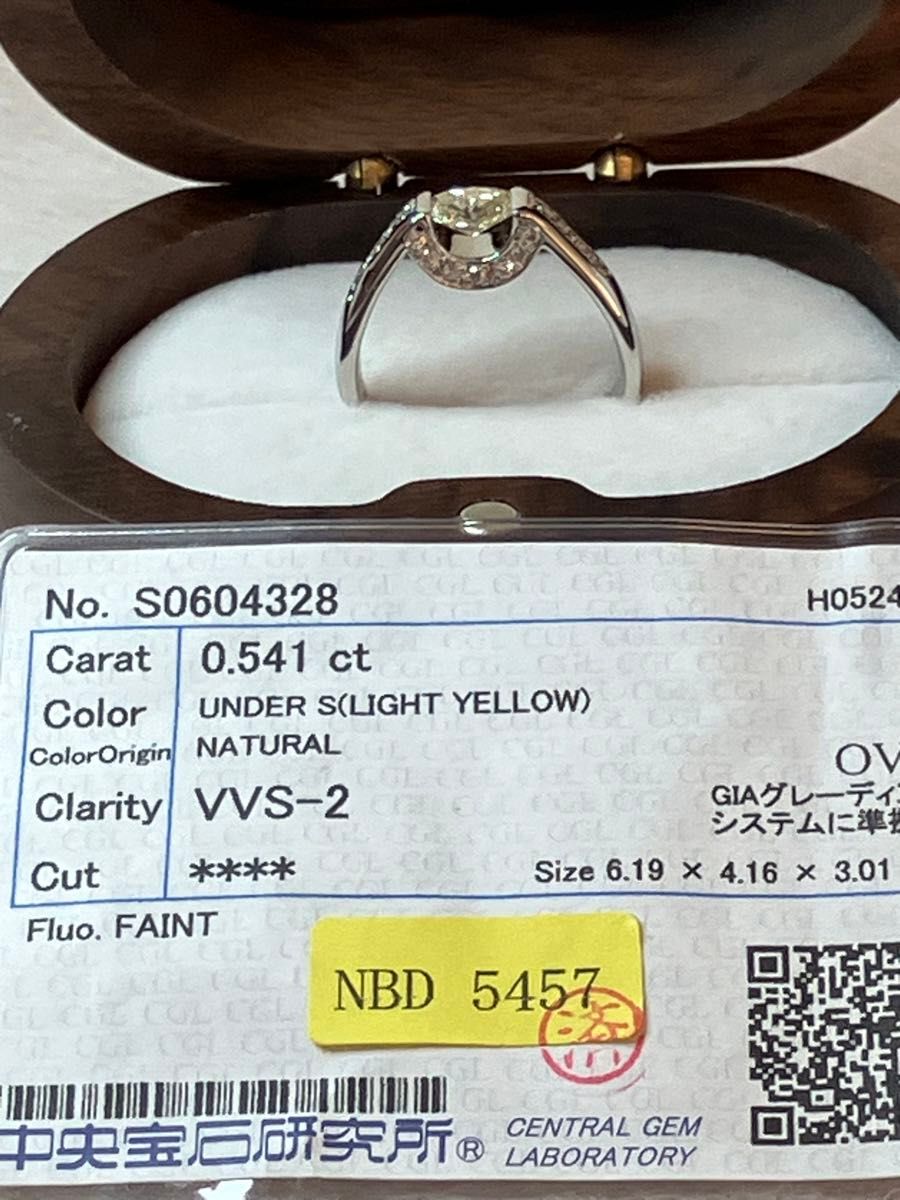 No. S0604328 H0524
Carat 0.541 ct
Color UNDER S(LIGHT YELLOW)
ColorOrigin NATURAL
OV
Clarity VVS-2 GIAグレーディ
システムに準拠
Cut **** Size 6.19 × 4.16 × 3.01
Fluo. FAINT
NBD 5457
中央宝石研究所® CENTRAL GEM
LABORATORY